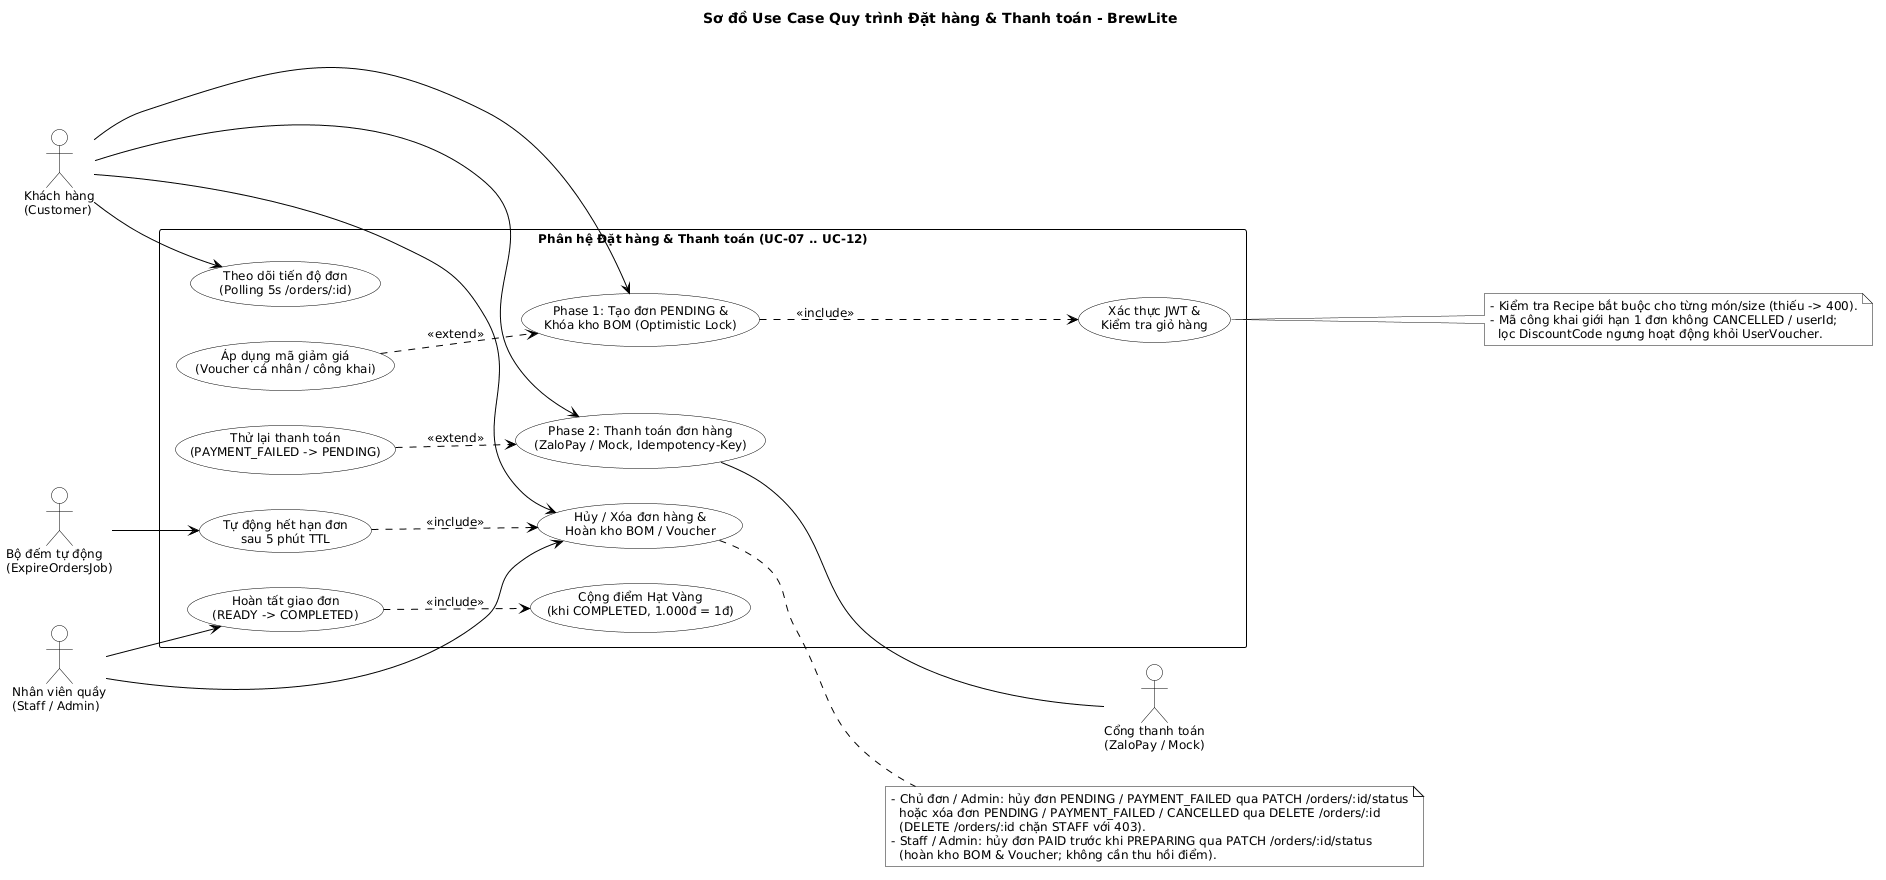 Sơ đồ Use Case Quy trình Đặt hàng & Thanh toán - BrewLite
Khách hàng
(Customer)
Phân hệ Đặt hàng & Thanh toán (UC-07 .. UC-12)
Theo dõi tiến độ đơn
(Polling 5s /orders/:id)
Áp dụng mã giảm giá
(Voucher cá nhân / công khai)
«extend»
Phase 1: Tạo đơn PENDING &
Khóa kho BOM (Optimistic Lock)
«include»
Xác thực JWT &
Kiểm tra giỏ hàng
- Kiểm tra Recipe bắt buộc cho từng món/size (thiếu -> 400).
- Mã công khai giới hạn 1 đơn không CANCELLED / userId;
lọc DiscountCode ngưng hoạt động khỏi UserVoucher.
Thử lại thanh toán
(PAYMENT_FAILED -> PENDING)
«extend»
Phase 2: Thanh toán đơn hàng
(ZaloPay / Mock, Idempotency-Key)
Bộ đếm tự động
(ExpireOrdersJob)
Tự động hết hạn đơn
sau 5 phút TTL
«include»
Hủy / Xóa đơn hàng &
Hoàn kho BOM / Voucher
Nhân viên quầy
(Staff / Admin)
Hoàn tất giao đơn
(READY -> COMPLETED)
«include»
Cộng điểm Hạt Vàng
(khi COMPLETED, 1.000đ = 1đ)
Cổng thanh toán
(ZaloPay / Mock)
- Chủ đơn / Admin: hủy đơn PENDING / PAYMENT_FAILED qua PATCH /orders/:id/status
hoặc xóa đơn PENDING / PAYMENT_FAILED / CANCELLED qua DELETE /orders/:id
(DELETE /orders/:id chặn STAFF với 403).
- Staff / Admin: hủy đơn PAID trước khi PREPARING qua PATCH /orders/:id/status
(hoàn kho BOM & Voucher; không cần thu hồi điểm).